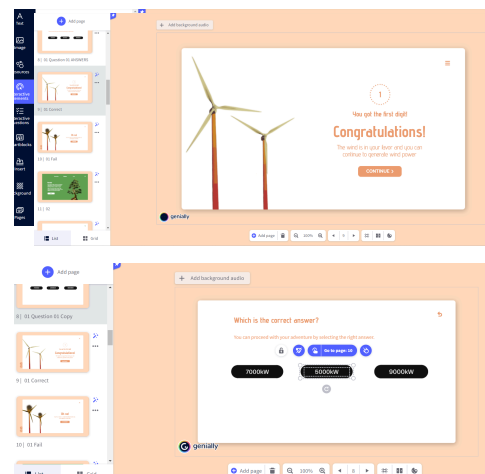 Text
Image
Add page
Add background audio
8| 01 Question 01 ANSWERS
9| 01 Correct
10| 01 Fail
11| 02
Insert
Pages
List
Grid
1
You got the first digit!
Congratulations!
The wind is in your favor and you can
continue to generate wind power
CONTINUE >
genially
Add page
100%
Add page
Add background audio
8| 01 Question 01 Copy
9| 01 Correct
10| 01 Fail
Which is the correct answer?
You can proceed with your adventure by selecting the right answer.
Go to page: 10
7000kW
8000kW
9000kW
genially
Add page
100%
8